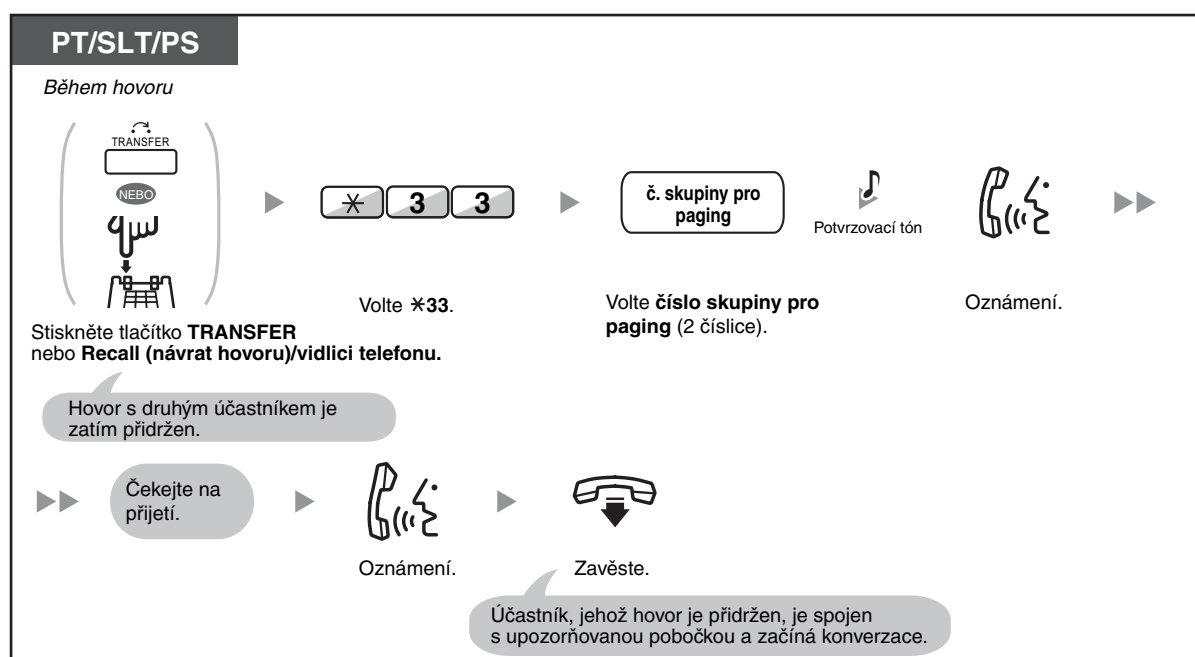 PT/SLT/PS
Během hovoru
TRANSFER
NEBO
✳ 3 3
č. skupiny pro
paging
Potvrzovací tón
Stiskněte tlačítko TRANSFER
nebo Recall (návrat hovoru)/vidlici telefonu.
Volte ✳33.
Volte číslo skupiny pro
paging (2 číslice).
Oznámení.
Hovor s druhým účastníkem je
zatím přidržen.
Čekejte na
přijetí.
Oznámení.
Zavěste.
Účastník, jehož hovor je přidržen, je spojen
s upozorňovanou pobočkou a začíná konverzace.